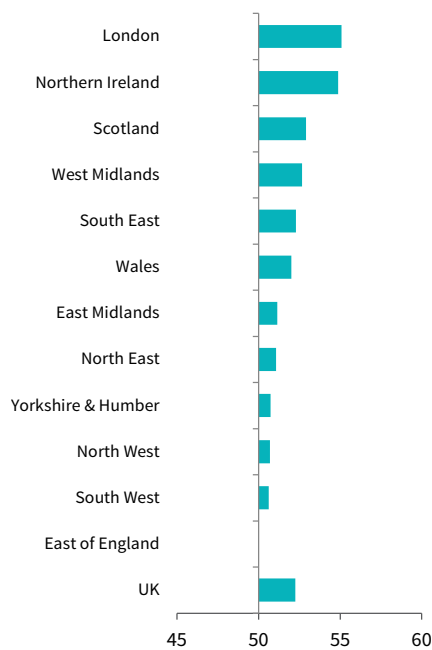 London
Northern Ireland
Scotland
West Midlands
South East
Wales
East Midlands
North East
Yorkshire & Humber
North West
South West
East of England
UK
45 50 55 60